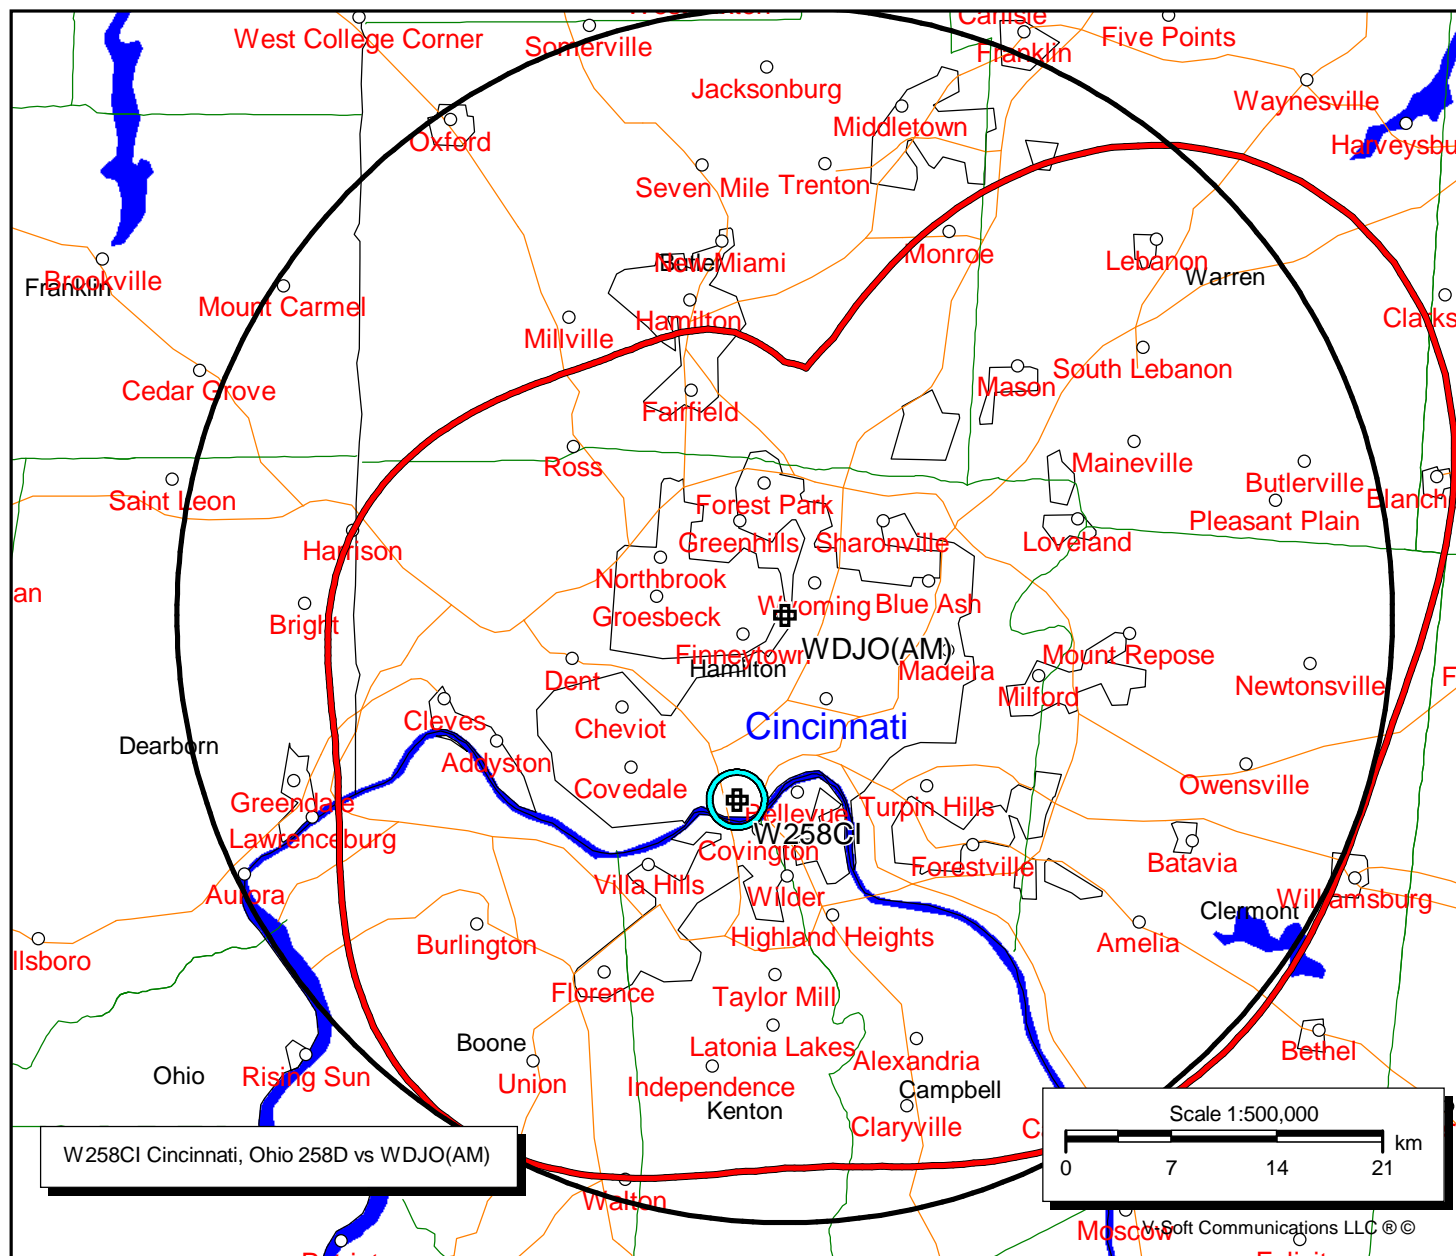 Carlisle
West College Corner
Somerville
Five Points
Franklin
Jacksonburg
Waynesville
Middletown
Oxford
Seven Mile
Trenton
Monroe
Lebanon
New Miami
Butler
Warren
Brookville
Franklin
Mount Carmel
Hamilton
Millville
South Lebanon
Cedar Grove
Mason
Fairfield
Ross
Maineville
Saint Leon
Forest Park
Butlerville
Blanch
Pleasant Plain
Harrison
Greenhills
Sharonville
Loveland
Northbrook
an
Groesbeck
Wyoming
Blue Ash
Bright
WDJO(AM)
Finneytown
Hamilton
Madeira
Mount Repose
Dent
Milford
Newtonsville
F
Cleves
Cheviot
Cincinnati
Dearborn
Addyston
Covedale
Owensville
Greendale
Bellevue
Turpin Hills
Lawrenceburg
W258CI
Covington
Forestville
Batavia
Aurora
Villa Hills
Wilder
Williamsburg
Clermont
Burlington
Highland Heights
Amelia
llsboro
Florence
Taylor Mill
Boone
Latonia Lakes
Alexandria
Bethel
Ohio
Rising Sun
Union
Independence
Campbell
Kenton
Claryville
Scale 1:500,000
km
0 7 14 21
W258CI Cincinnati, Ohio 258D vs WDJO(AM)
Walton
Moscow
V-Soft Communications LLC ® ©